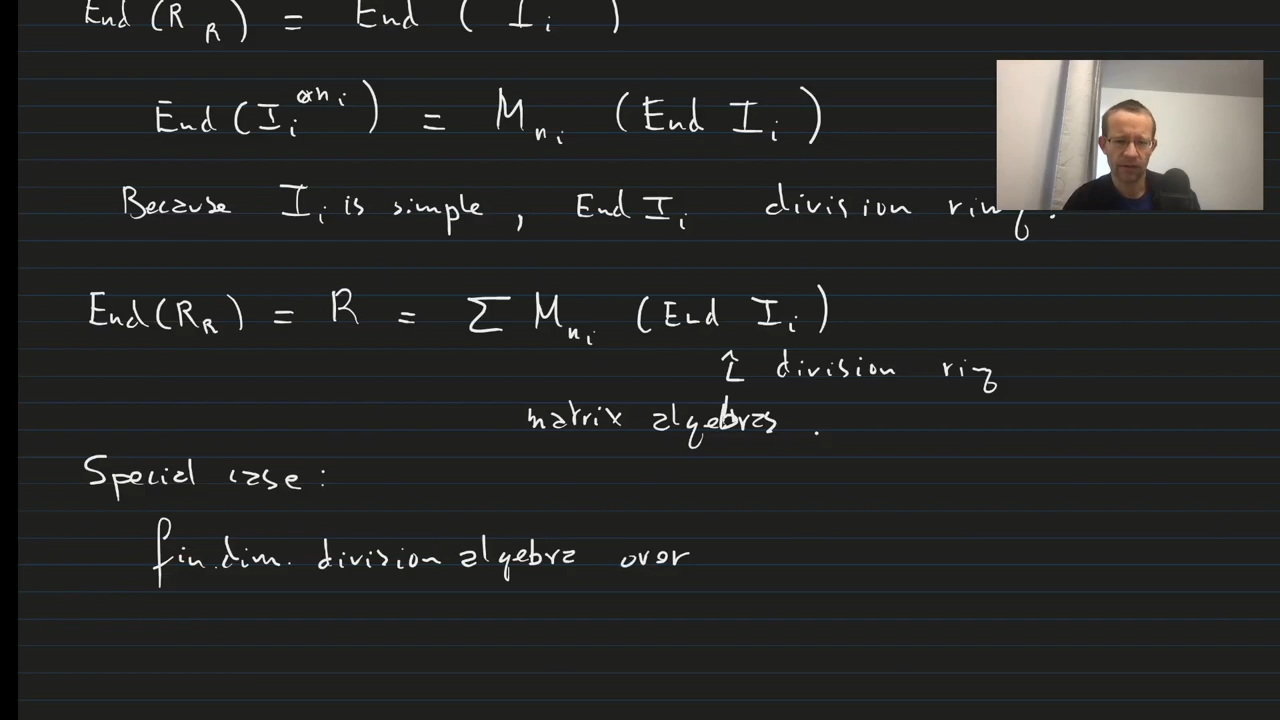 End (R_R) = End ( I_i )
End (I_i^{⊕n_i}) = M_{n_i} (End I_i)
Because I_i is simple, End I_i division ring.
End(R_R) = R = Σ M_{n_i} (End I_i)
↑ division ring
matrix algebras.
Special case:
fin.dim. division algebra over